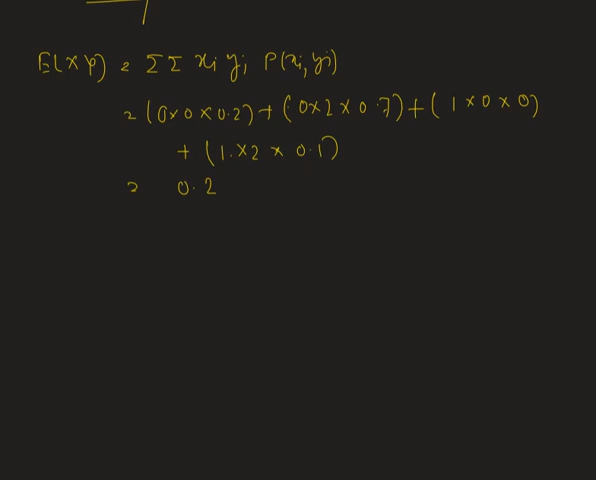 E(XY) = ΣΣ xi yj P(xi, yj)
= (0×0×0.2) + (0×2×0.7) + (1×0×0)
+ (1.×2 × 0.1)
= 0.2